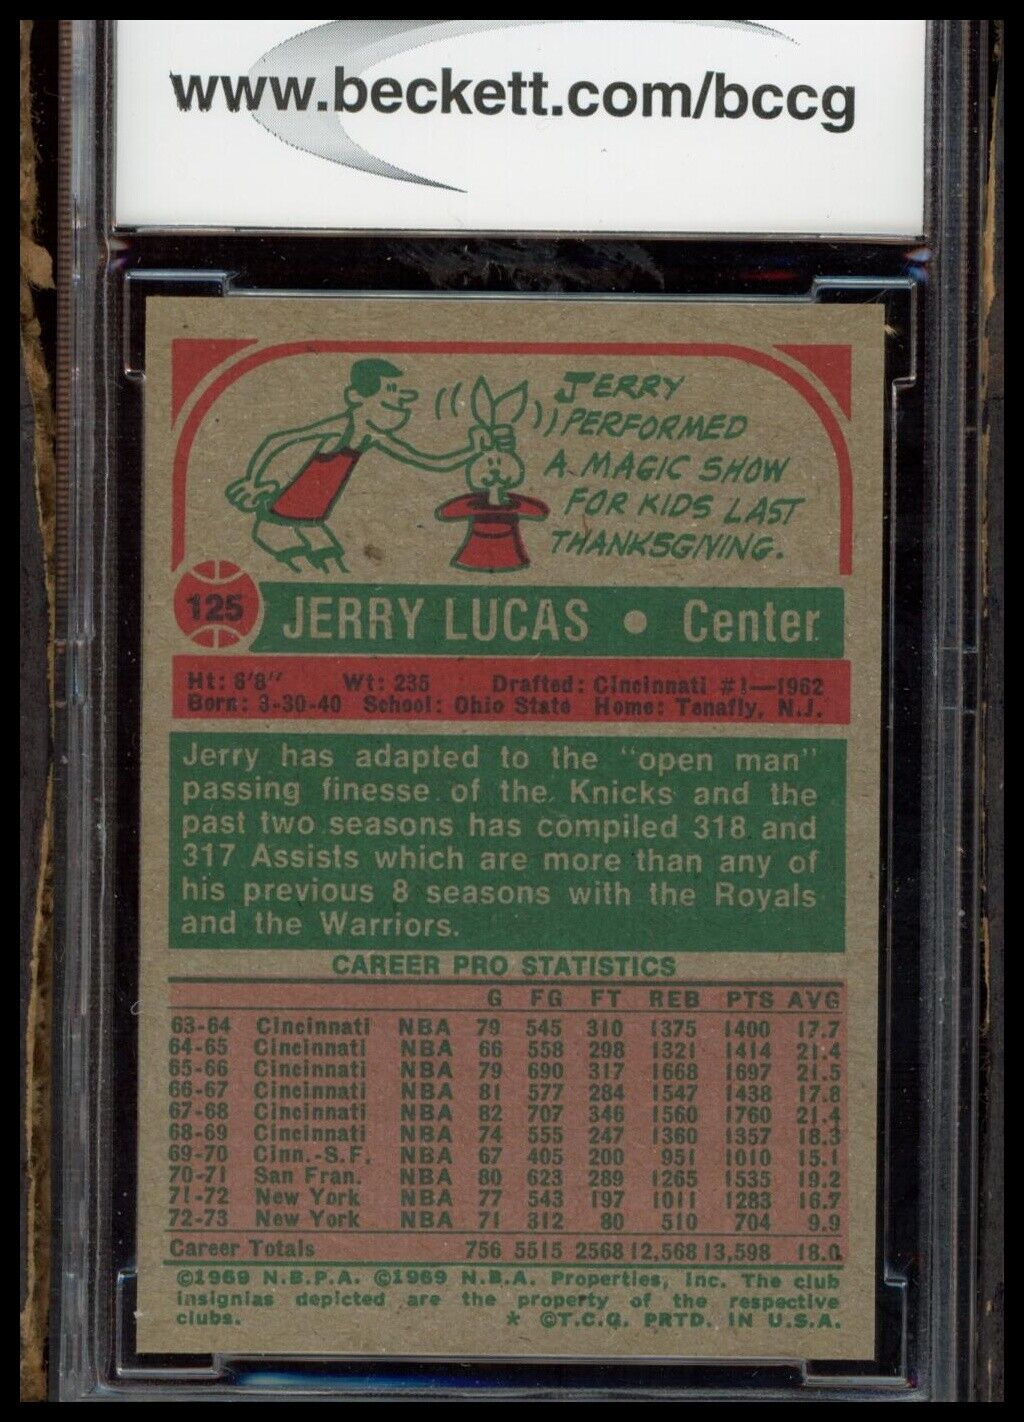 www.beckett.com/bccg
JERRY
PERFORMED
A MAGIC SHOW
FOR KIDS LAST
THANKSGIVING.
125
JERRY LUCAS • Center
Ht: 6'8" Wt: 235 Drafted: Cincinnati #1—1962
Born: 3-30-40 School: Ohio State Home: Tenafly, N.J.
Jerry has adapted to the "open man"
passing finesse of the Knicks and the
past two seasons has compiled 318 and
317 Assists which are more than any of
his previous 8 seasons with the Royals
and the Warriors.
CAREER PRO STATISTICS
G FG FT REB PTS AVG
63-64 Cincinnati NBA 79 545 310 1375 1400 17.7
64-65 Cincinnati NBA 66 558 298 1321 1414 21.4
65-66 Cincinnati NBA 79 690 317 1668 1697 21.5
66-67 Cincinnati NBA 81 577 284 1547 1438 17.8
67-68 Cincinnati NBA 82 707 346 1560 1760 21.4
68-69 Cincinnati NBA 74 555 247 1360 1357 18.3
69-70 Cinn.-S.F. NBA 67 405 200 951 1010 15.1
70-71 San Fran. NBA 80 623 289 1265 1535 19.2
71-72 New York NBA 77 543 197 1011 1283 16.7
72-73 New York NBA 71 312 80 510 704 9.9
Career Totals 756 5515 2568 12,568 13,598 18.0
©1969 N.B.P.A. ©1969 N.B.A. Properties, Inc. The club
insignias depicted are the property of the respective
clubs. * ©T.C.G. PRTD. IN U.S.A.